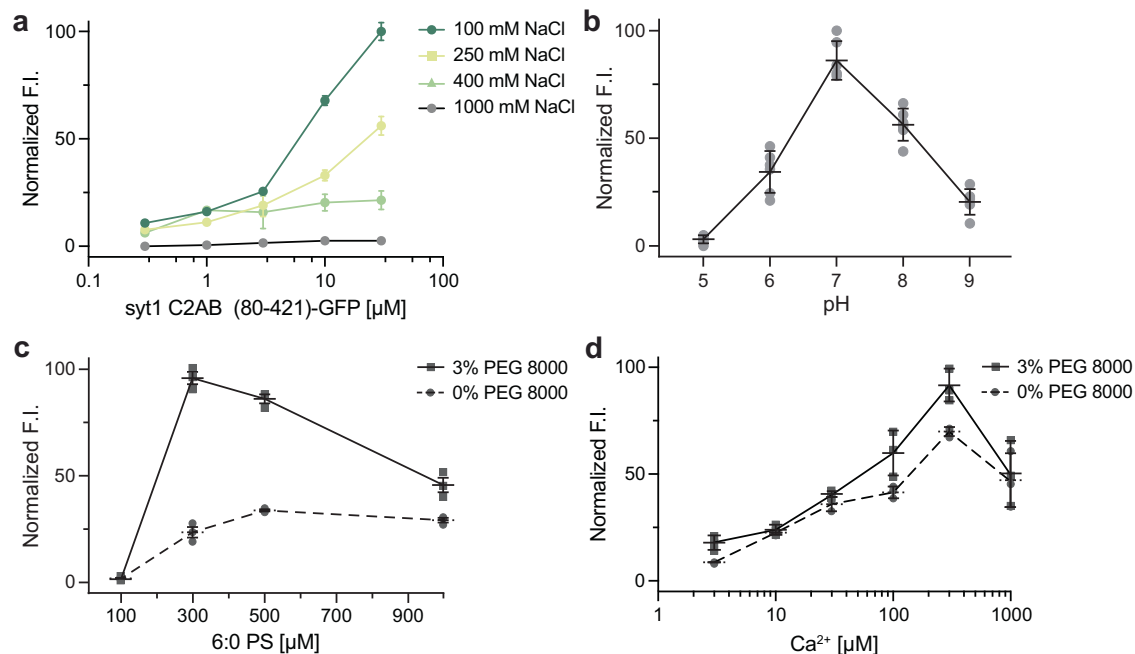 a
Normalized F.I.
100
50
0
0.1
1
10
100
syt1 C2AB (80-421)-GFP [µM]
100 mM NaCl
250 mM NaCl
400 mM NaCl
1000 mM NaCl
b
Normalized F.I.
100
50
0
5
6
7
8
9
pH
c
Normalized F.I.
100
50
0
100
300
500
700
900
6:0 PS [µM]
3% PEG 8000
0% PEG 8000
d
Normalized F.I.
100
50
0
1
10
100
1000
Ca²⁺ [µM]
3% PEG 8000
0% PEG 8000